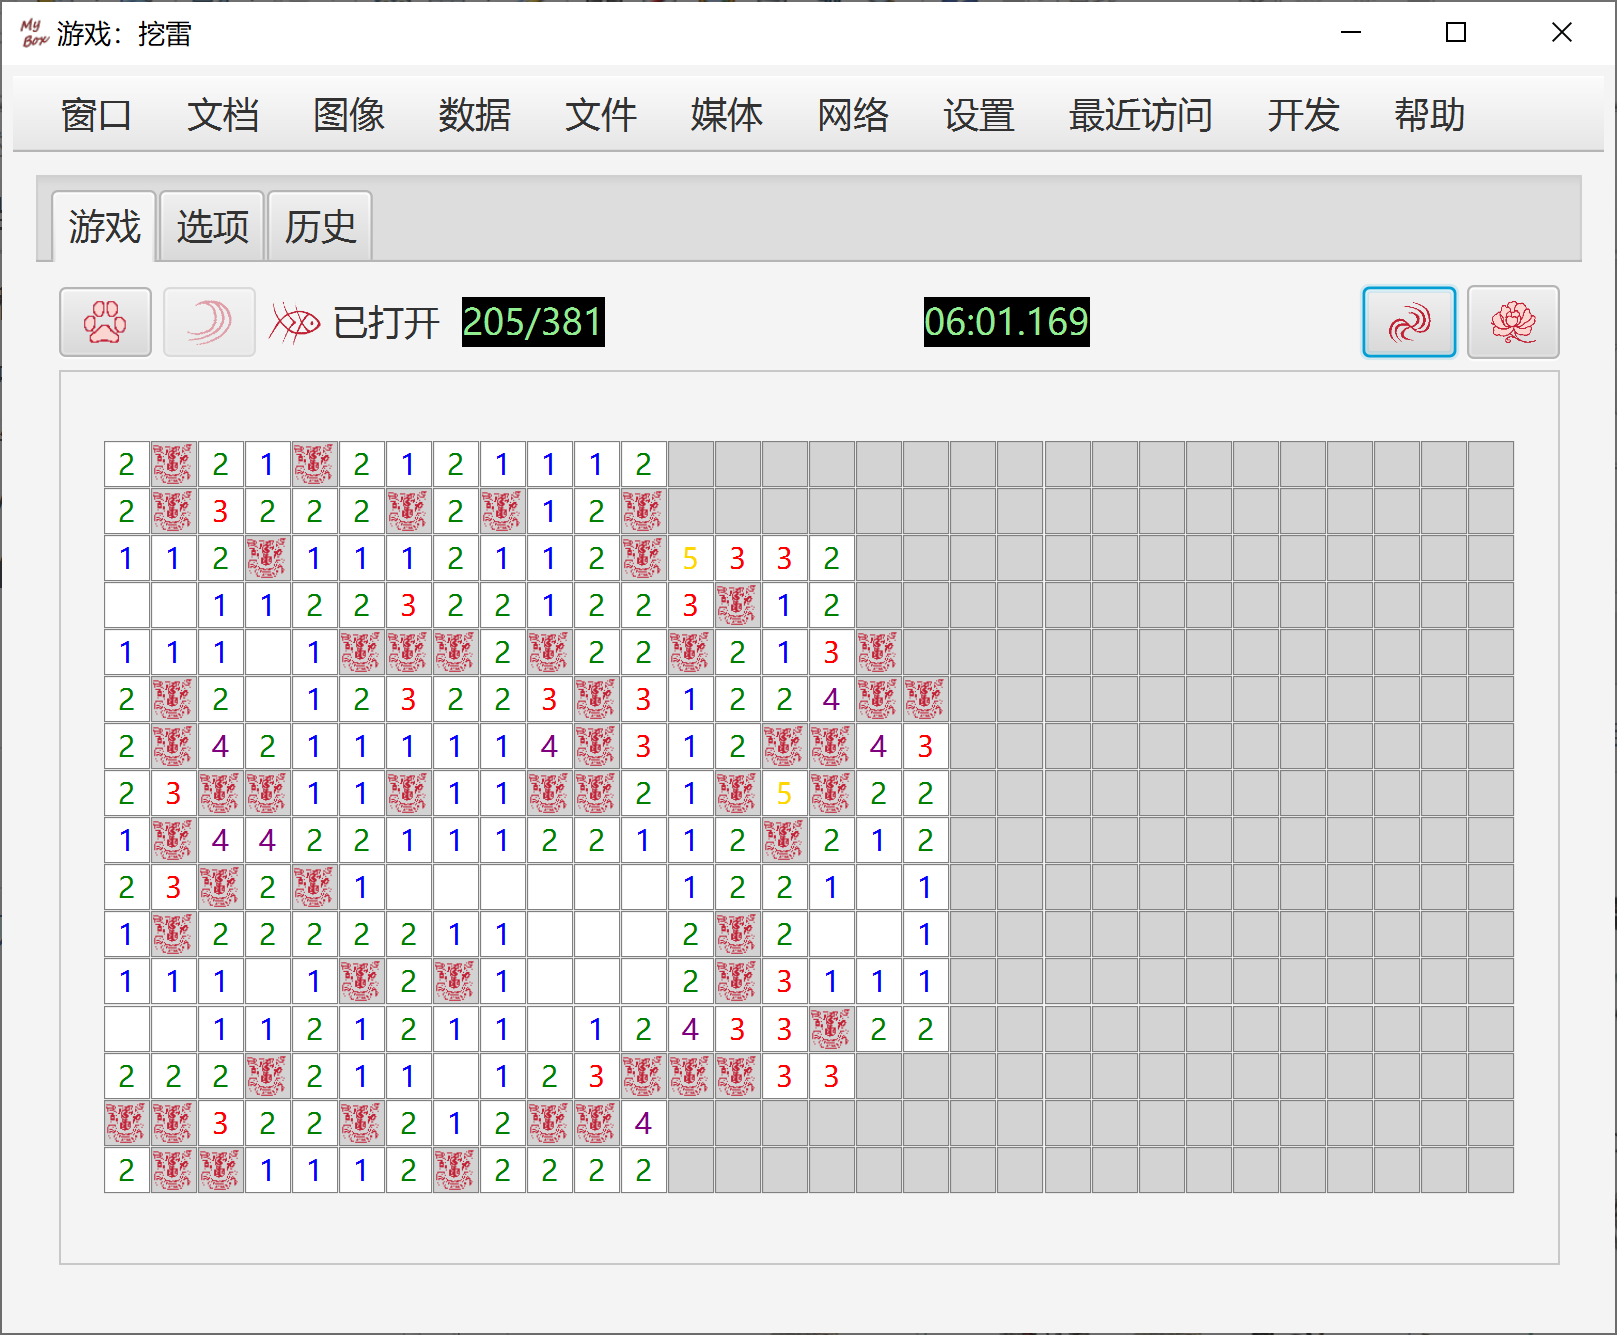 My Box 游戏：挖雷
窗口 文档 图像 数据 文件 媒体 网络 设置 最近访问 开发 帮助
游戏 选项 历史
已打开 205/381 06:01.169
2 2 1 2 1 2 1 1 1 2
2 3 2 2 2 2 1 2
1 1 2 1 1 1 2 1 1 2 5 3 3 2
1 1 2 2 3 2 2 1 2 2 3 1 2
1 1 1 1 2 2 2 2 1 3
2 2 1 2 3 2 2 3 3 1 2 2 4
2 4 2 1 1 1 1 1 4 3 1 2 4 3
2 3 1 1 1 1 2 1 5 2 2
1 4 4 2 2 1 1 1 2 2 1 1 2 2 1 2
2 3 2 1 1 2 2 1 1
1 2 2 2 2 2 1 1 2 2 1
1 1 1 1 2 1 2 3 1 1 1
1 1 2 1 2 1 1 1 2 4 3 3 2 2
2 2 2 2 1 1 1 2 3 3 3
3 2 2 2 1 2 4
2 1 1 1 2 2 2 2 2